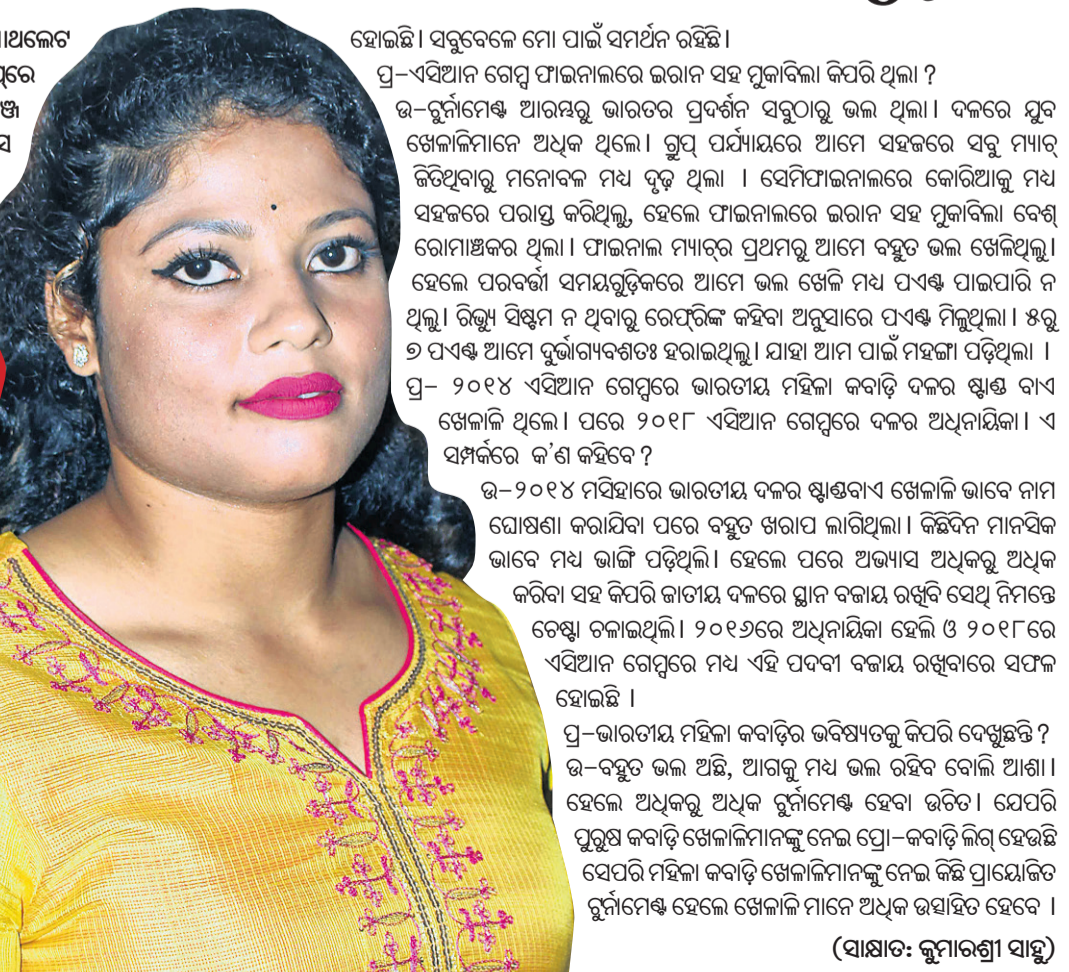 ାଥଲେଟ
ହୋଇଛି। ସବୁବେଳେ ମୋ ପାଇଁ ସମର୍ଥନ ରହିଛି।
ପ୍ର–ଏସିଆନ ଗେମ୍ସ ଫାଇନାଲରେ ଇରାନ ସହ ମୁକାବିଲା କିପରି ଥିଲା ?
ଉ–ଟୁର୍ନାମେଣ୍ଟ ଆରମ୍ଭରୁ ଭାରତର ପ୍ରଦର୍ଶନ ସବୁଠାରୁ ଭଲ ଥିଲା। ଦଳରେ ଯୁବ
ଖେଳାଳିମାନେ ଅଧିକ ଥିଲେ। ଗ୍ରୁପ୍ ପର୍ଯ୍ୟାୟରେ ଆମେ ସହଜରେ ସବୁ ମ୍ୟାଚ୍
ଜିତିଥିବାରୁ ମନୋବଳ ମଧ୍ୟ ଦୃଢ଼ ଥିଲା । ସେମିଫାଇନାଲରେ କୋରିଆକୁ ମଧ୍ୟ
ସହଜରେ ପରାସ୍ତ କରିଥିଲୁ, ହେଲେ ଫାଇନାଲରେ ଇରାନ ସହ ମୁକାବିଲା ବେଶ୍
ରୋମାଞ୍ଚକର ଥିଲା। ଫାଇନାଲ ମ୍ୟାଚ୍‌ର ପ୍ରଥମରୁ ଆମେ ବହୁତ ଭଲ ଖେଳିଥିଲୁ।
ହେଲେ ପରବର୍ତ୍ତୀ ସମୟଗୁଡ଼ିକରେ ଆମେ ଭଲ ଖେଳି ମଧ୍ୟ ପଏଣ୍ଟ ପାଇପାରି ନ
ଥିଲୁ। ରିଭ୍ୟୁ ସିଷ୍ଟମ ନ ଥିବାରୁ ରେଫ୍‌ରିଙ୍କ କହିବା ଅନୁସାରେ ପଏଣ୍ଟ ମିଳୁଥିଲା। ୫ରୁ
୭ ପଏଣ୍ଟ ଆମେ ଦୁର୍ଭାଗ୍ୟବଶତଃ ହରାଇଥିଲୁ। ଯାହା ଆମ ପାଇଁ ମହଙ୍ଗା ପଡ଼ିଥିଲା ।
ପ୍ର– ୨୦୧୪ ଏସିଆନ ଗେମ୍ସରେ ଭାରତୀୟ ମହିଳା କବାଡ଼ି ଦଳର ଷ୍ଟାଣ୍ଡ ବାଏ
ଖେଳାଳି ଥିଲେ। ପରେ ୨୦୧୮ ଏସିଆନ ଗେମ୍ସରେ ଦଳର ଅଧିନାୟିକା। ଏ
ସମ୍ପର୍କରେ କ'ଣ କହିବେ ?
ଉ–୨୦୧୪ ମସିହାରେ ଭାରତୀୟ ଦଳର ଷ୍ଟାଣ୍ଡବାଏ ଖେଳାଳି ଭାବେ ନାମ
ଘୋଷଣା କରାଯିବା ପରେ ବହୁତ ଖରାପ ଲାଗିଥିଲା। କିଛିଦିନ ମାନସିକ
ଭାବେ ମଧ୍ୟ ଭାଙ୍ଗି ପଡ଼ିଥିଲି। ହେଲେ ପରେ ଅଭ୍ୟାସ ଅଧିକରୁ ଅଧିକ
କରିବା ସହ କିପରି ଜାତୀୟ ଦଳରେ ସ୍ଥାନ ବଜାୟ ରଖିବି ସେଥି ନିମନ୍ତେ
ଚେଷ୍ଟା ଚଳାଇଥିଲି। ୨୦୧୬ରେ ଅଧିନାୟିକା ହେଲି ଓ ୨୦୧୮ରେ
ଏସିଆନ ଗେମ୍ସରେ ମଧ୍ୟ ଏହି ପଦବୀ ବଜାୟ ରଖିବାରେ ସଫଳ
ହୋଇଛି ।
ପ୍ର–ଭାରତୀୟ ମହିଳା କବାଡ଼ିର ଭବିଷ୍ୟତକୁ କିପରି ଦେଖୁଛନ୍ତି ?
ଉ–ବହୁତ ଭଲ ଅଛି, ଆଗକୁ ମଧ୍ୟ ଭଲ ରହିବ ବୋଲି ଆଶା।
ହେଲେ ଅଧିକରୁ ଅଧିକ ଟୁର୍ନାମେଣ୍ଟ ହେବା ଉଚିତ। ଯେପରି
ପୁରୁଷ କବାଡ଼ି ଖେଳାଳିମାନଙ୍କୁ ନେଇ ପ୍ରୋ–କବାଡ଼ି ଲିଗ୍ ହେଉଛି
ସେପରି ମହିଳା କବାଡ଼ି ଖେଳାଳିମାନଙ୍କୁ ନେଇ କିଛି ପ୍ରାୟୋଜିତ
ଟୁର୍ନାମେଣ୍ଟ ହେଲେ ଖେଳାଳି ମାନେ ଅଧିକ ଉତ୍ସାହିତ ହେବେ ।
(ସାକ୍ଷାତ: କୁମାରଶ୍ରୀ ସାହୁ)